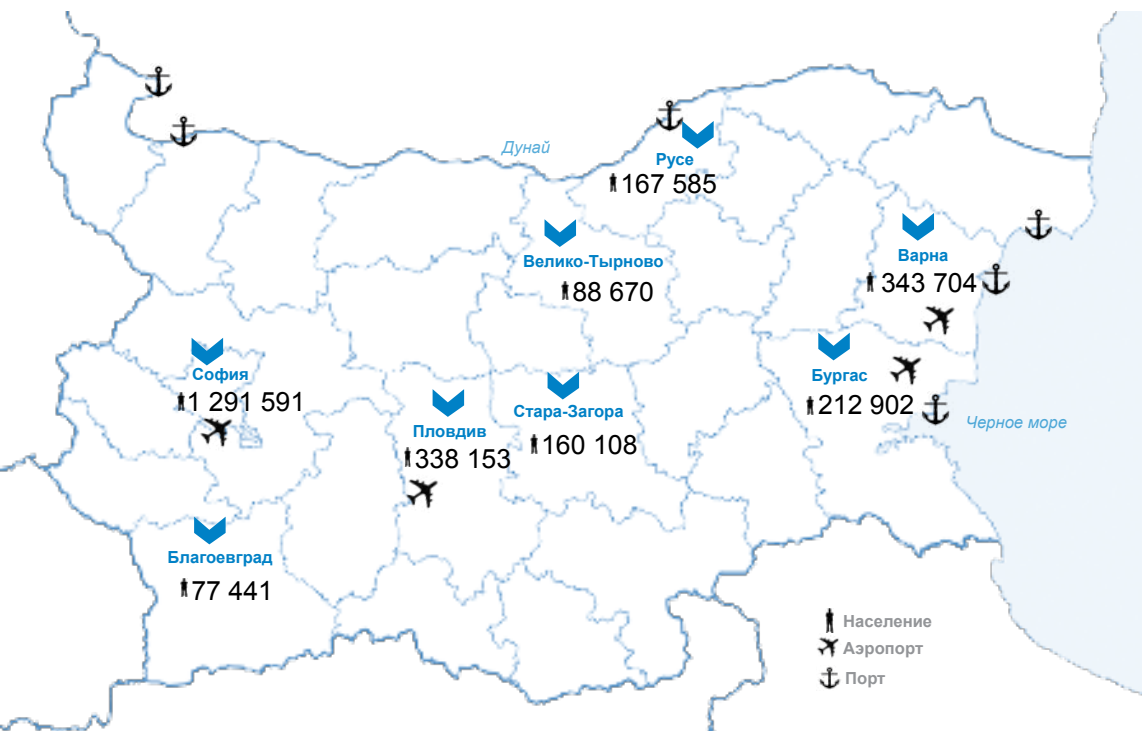 Дунай
Русе
167 585
Велико-Тырново
88 670
Варна
343 704
София
1 291 591
Бургас
212 902
Пловдив
338 153
Стара-Загора
160 108
Черное море
Благоевград
77 441
Население
Аэропорт
Порт